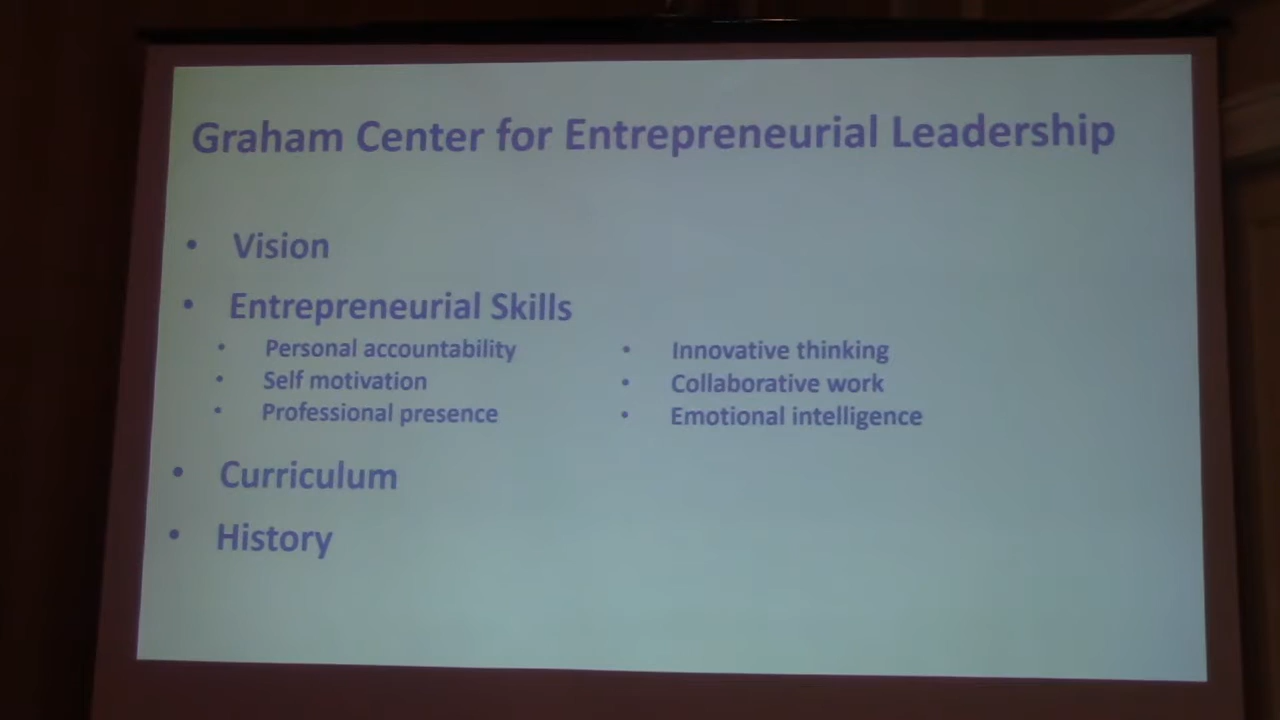 Graham Center for Entrepreneurial Leadership
• Vision
• Entrepreneurial Skills
• Personal accountability
• Self motivation
• Professional presence
• Innovative thinking
• Collaborative work
• Emotional intelligence
• Curriculum
• History